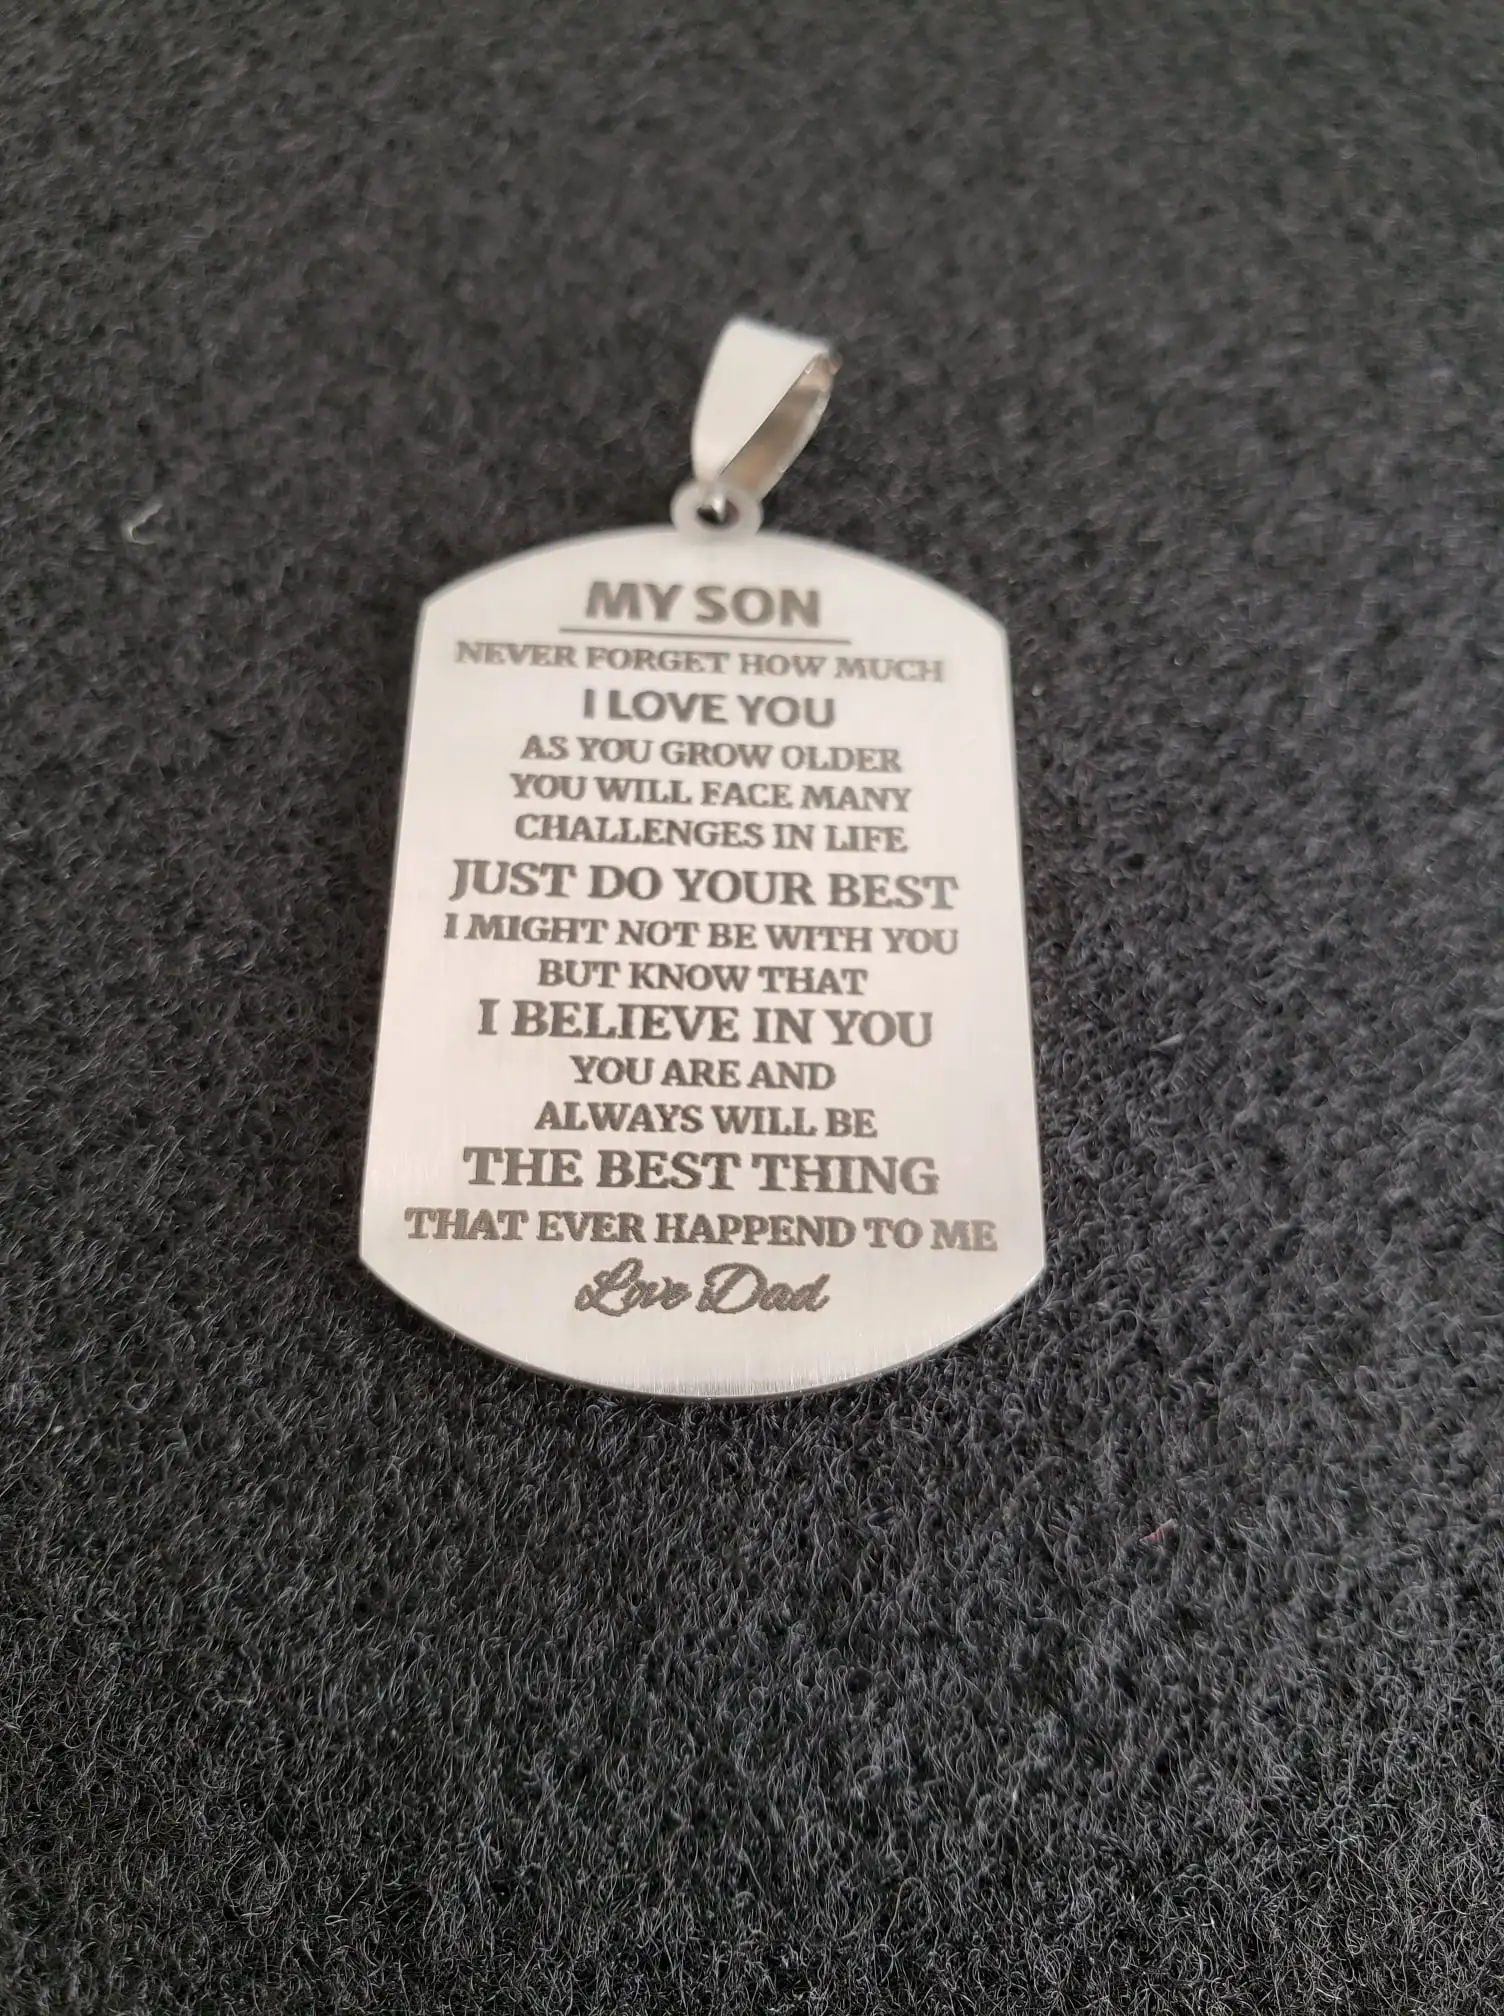 MY SON
NEVER FORGET HOW MUCH
I LOVE YOU
AS YOU GROW OLDER
YOU WILL FACE MANY
CHALLENGES IN LIFE
JUST DO YOUR BEST
I MIGHT NOT BE WITH YOU
BUT KNOW THAT
I BELIEVE IN YOU
YOU ARE AND
ALWAYS WILL BE
THE BEST THING
THAT EVER HAPPEND TO ME
Love Dad